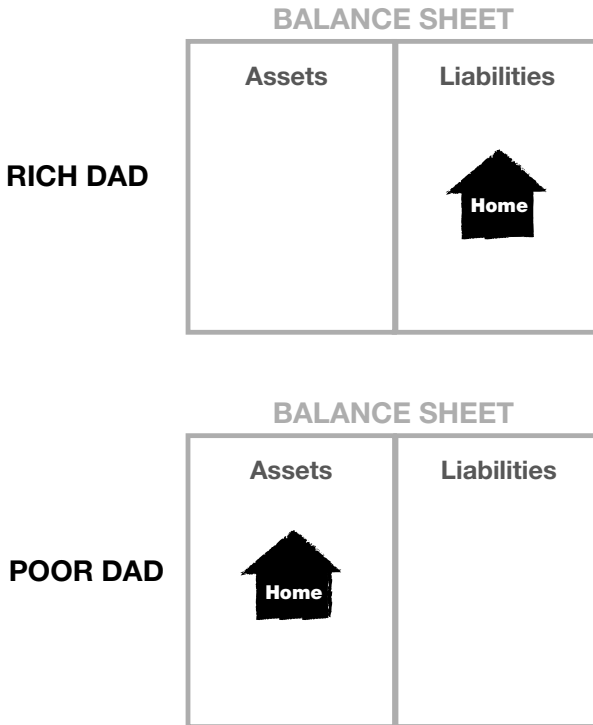 BALANCE SHEET
Assets Liabilities
RICH DAD
Home
BALANCE SHEET
Assets Liabilities
POOR DAD
Home